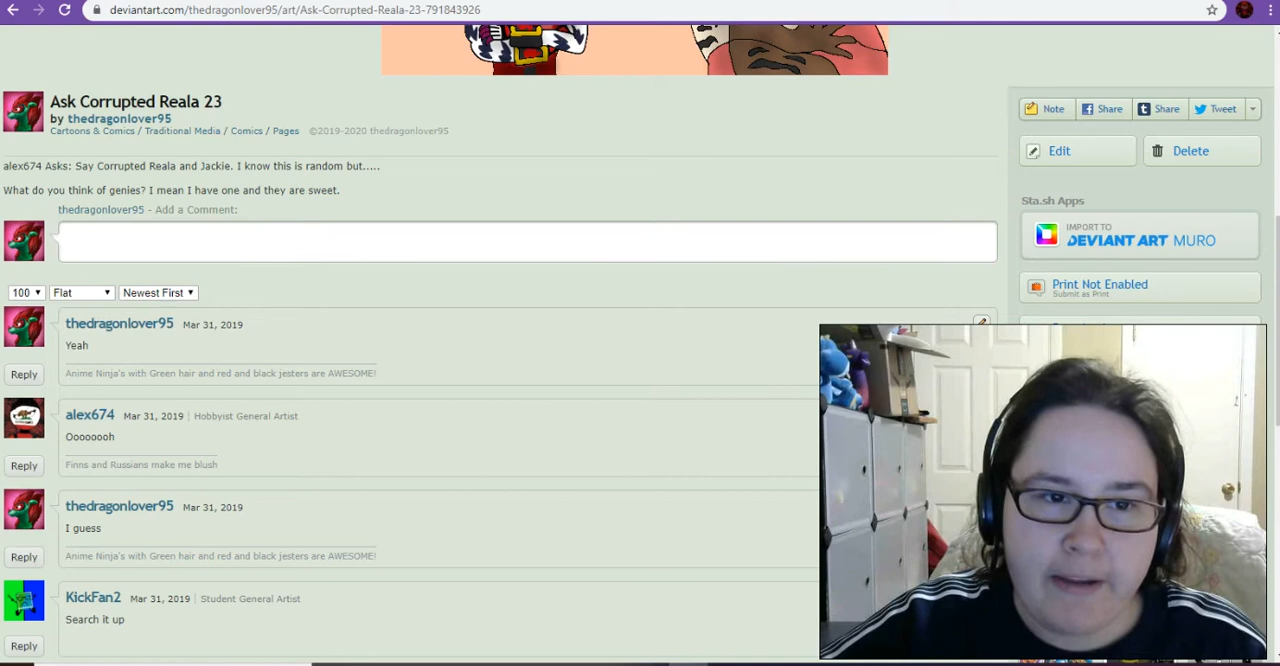 deviantart.com/thedragonlover95/art/Ask-Corrupted-Reala-23-791843926
Ask Corrupted Reala 23
by thedragonlover95
Cartoons & Comics / Traditional Media / Comics / Pages ©2019-2020 thedragonlover95
Note Share Share Tweet
Edit Delete
alex674 Asks: Say Corrupted Reala and Jackie. I know this is random but.....
What do you think of genies? I mean I have one and they are sweet.
Sta.sh Apps
thedragonlover95 - Add a Comment:
IMPORT TO
DEVIANT ART MURO
Print Not Enabled
Submit as Print
100 Flat Newest First
thedragonlover95 Mar 31, 2019
Yeah
Anime Ninja's with Green hair and red and black jesters are AWESOME!
Reply
alex674 Mar 31, 2019 | Hobbyist General Artist
Oooooooh
Finns and Russians make me blush
Reply
thedragonlover95 Mar 31, 2019
I guess
Anime Ninja's with Green hair and red and black jesters are AWESOME!
Reply
KickFan2 Mar 31, 2019 | Student General Artist
Search it up
Reply